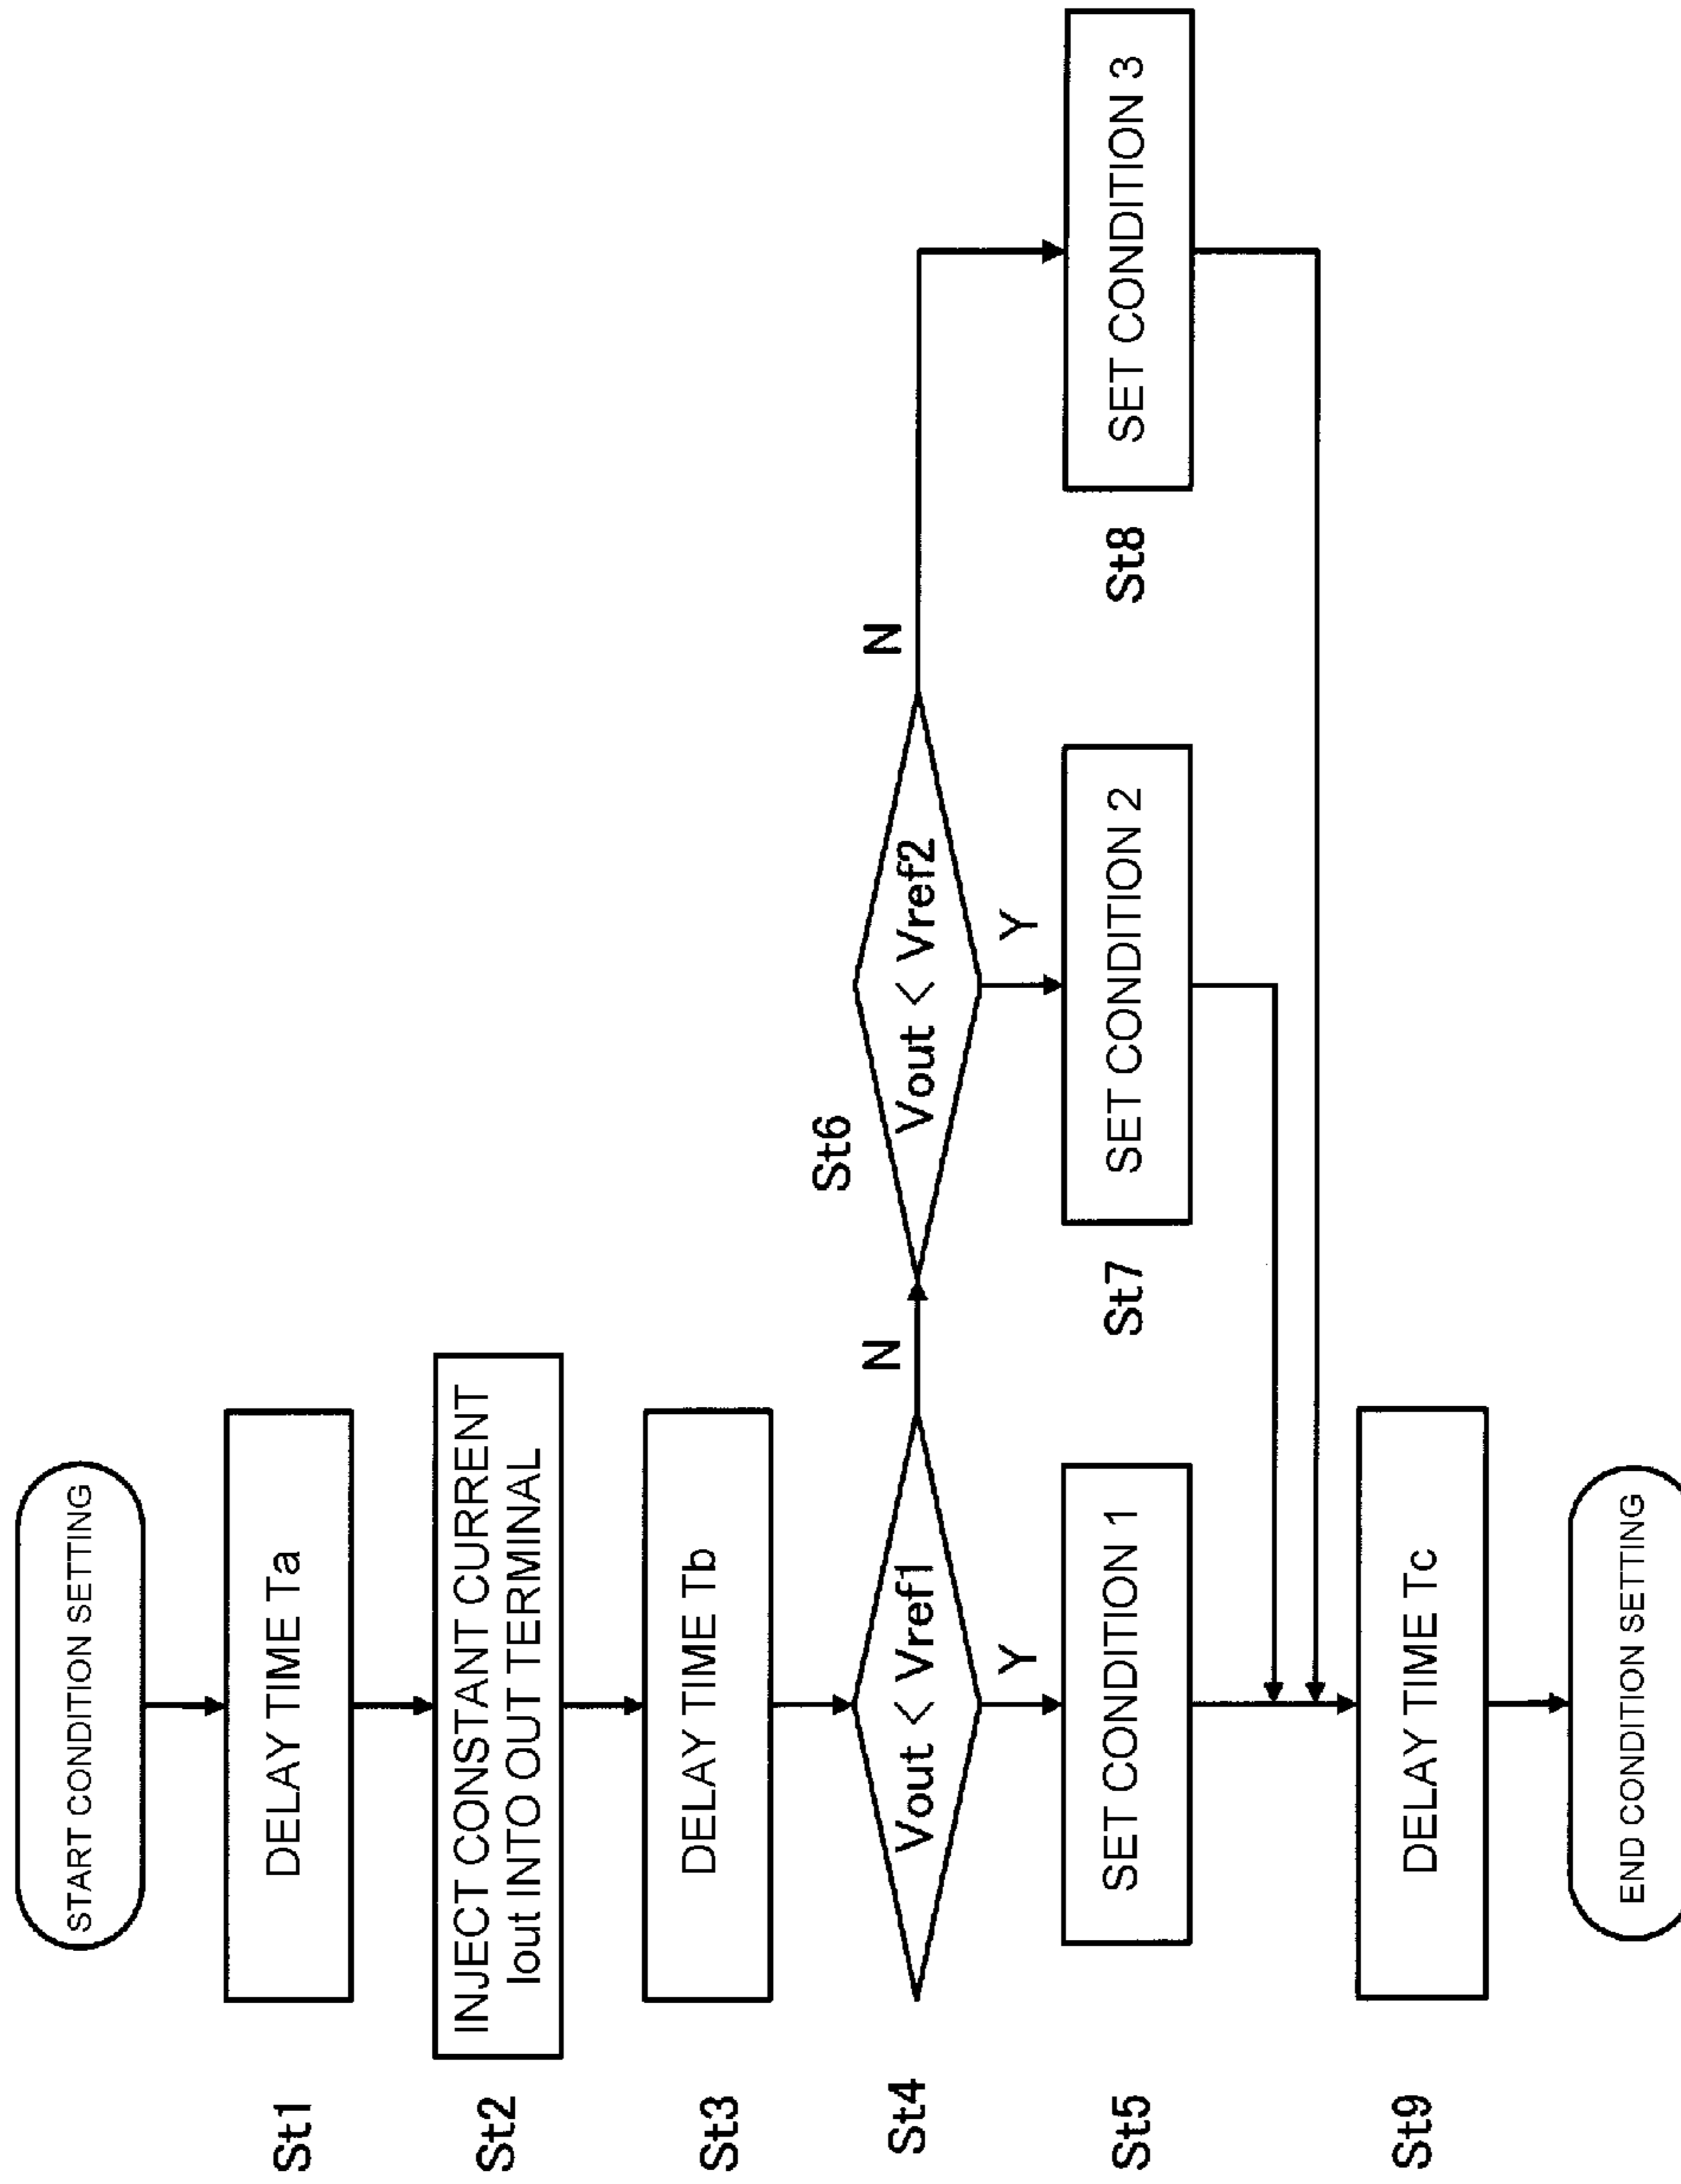 START CONDITION SETTING
St1
DELAY TIME Ta
St2
INJECT CONSTANT CURRENT
Iout INTO OUT TERMINAL
St3
DELAY TIME Tb
St4
Vout < Vref1
N
Y
St6
Vout < Vref2
N
Y
St5
SET CONDITION 1
St7
SET CONDITION 2
St8
SET CONDITION 3
St9
DELAY TIME Tc
END CONDITION SETTING